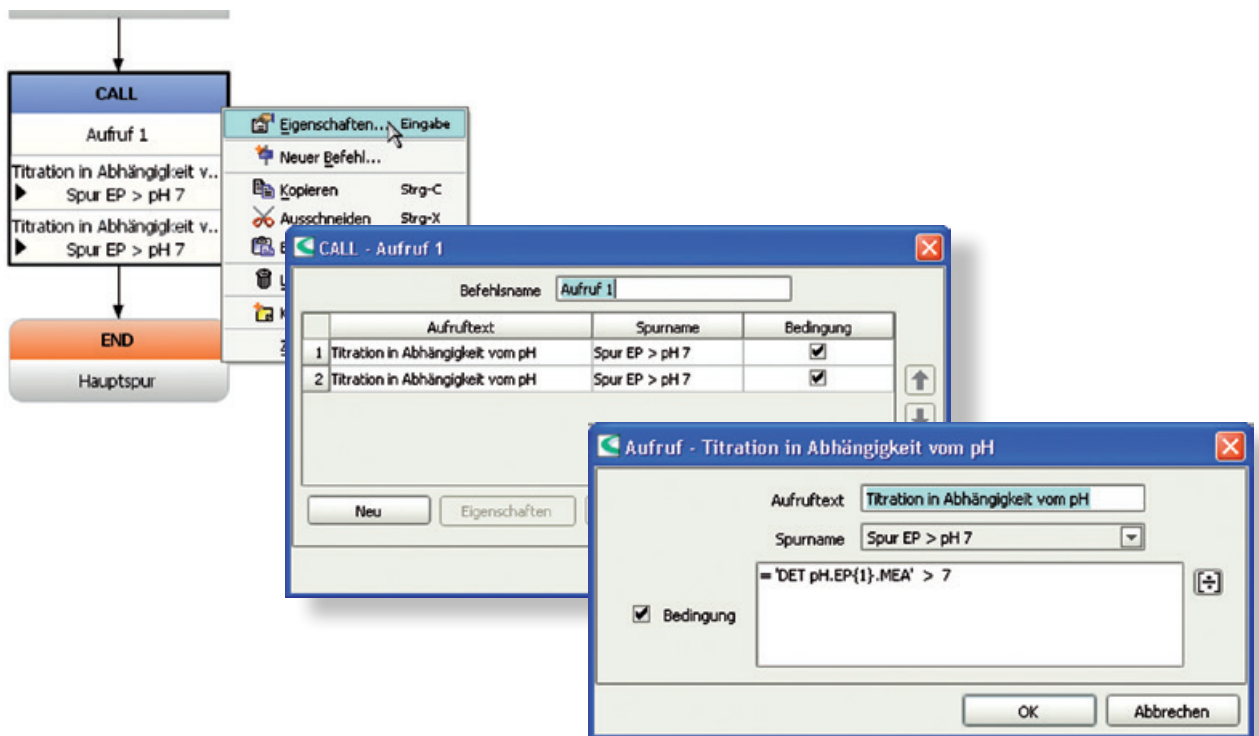 CALL
Aufruf 1
Titration in Abhängigkeit v..
Spur EP > pH 7
Titration in Abhängigkeit v..
Spur EP > pH 7
END
Hauptspur
Eigenschaften... Eingabe
Neuer Befehl...
Kopieren Strg-C
Ausschneiden Strg-X
CALL - Aufruf 1
Befehlsname Aufruf 1
Aufruftext Spurname Bedingung
1 Titration in Abhängigkeit vom pH Spur EP > pH 7
2 Titration in Abhängigkeit vom pH Spur EP > pH 7
Neu Eigenschaften
Aufruf - Titration in Abhängigkeit vom pH
Aufruftext Titration in Abhängigkeit vom pH
Spurname Spur EP > pH 7
= 'DET pH.EP{1}.MEA' > 7
Bedingung
OK Abbrechen